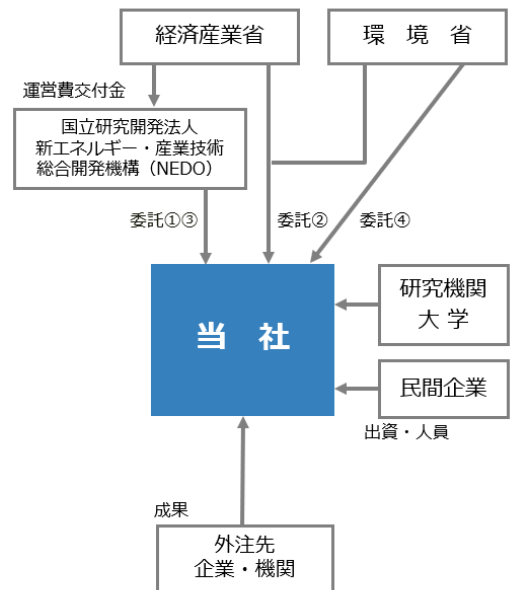 経済産業省
環 境 省
運営費交付金
国立研究開発法人
新エネルギー・産業技術
総合開発機構（NEDO）
委託①③
委託②
委託④
当 社
研究機関
大 学
民間企業
出資・人員
成果
外注先
企業・機関